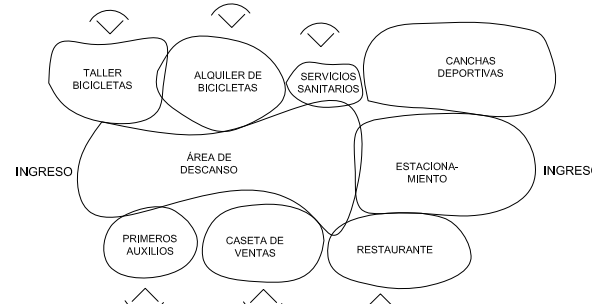 TALLER
BICICLETAS
ALQUILER DE
BICICLETAS
SERVICIOS
SANITARIOS
CANCHAS
DEPORTIVAS
INGRESO
ÁREA DE
DESCANSO
ESTACIONA-
MIENTO
INGRESO
PRIMEROS
AUXILIOS
CASETA DE
VENTAS
RESTAURANTE